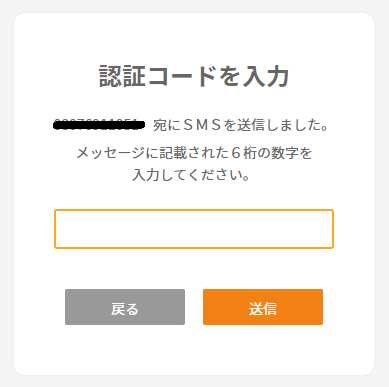 認証コードを入力
宛にＳＭＳを送信しました。
メッセージに記載された６桁の数字を
入力してください。
戻る
送信